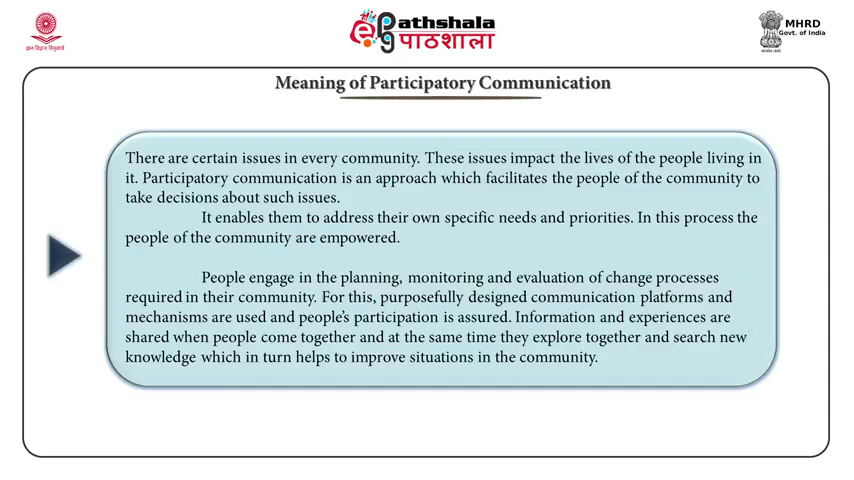 ePG Pathshala
पाठशाला
ज्ञान विज्ञान विमुक्तये
MHRD
Govt. of India
सत्यमेव जयते
Meaning of Participatory Communication
There are certain issues in every community. These issues impact the lives of the people living in
it. Participatory communication is an approach which facilitates the people of the community to
take decisions about such issues.
It enables them to address their own specific needs and priorities. In this process the
people of the community are empowered.
People engage in the planning, monitoring and evaluation of change processes
required in their community. For this, purposefully designed communication platforms and
mechanisms are used and people's participation is assured. Information and experiences are
shared when people come together and at the same time they explore together and search new
knowledge which in turn helps to improve situations in the community.